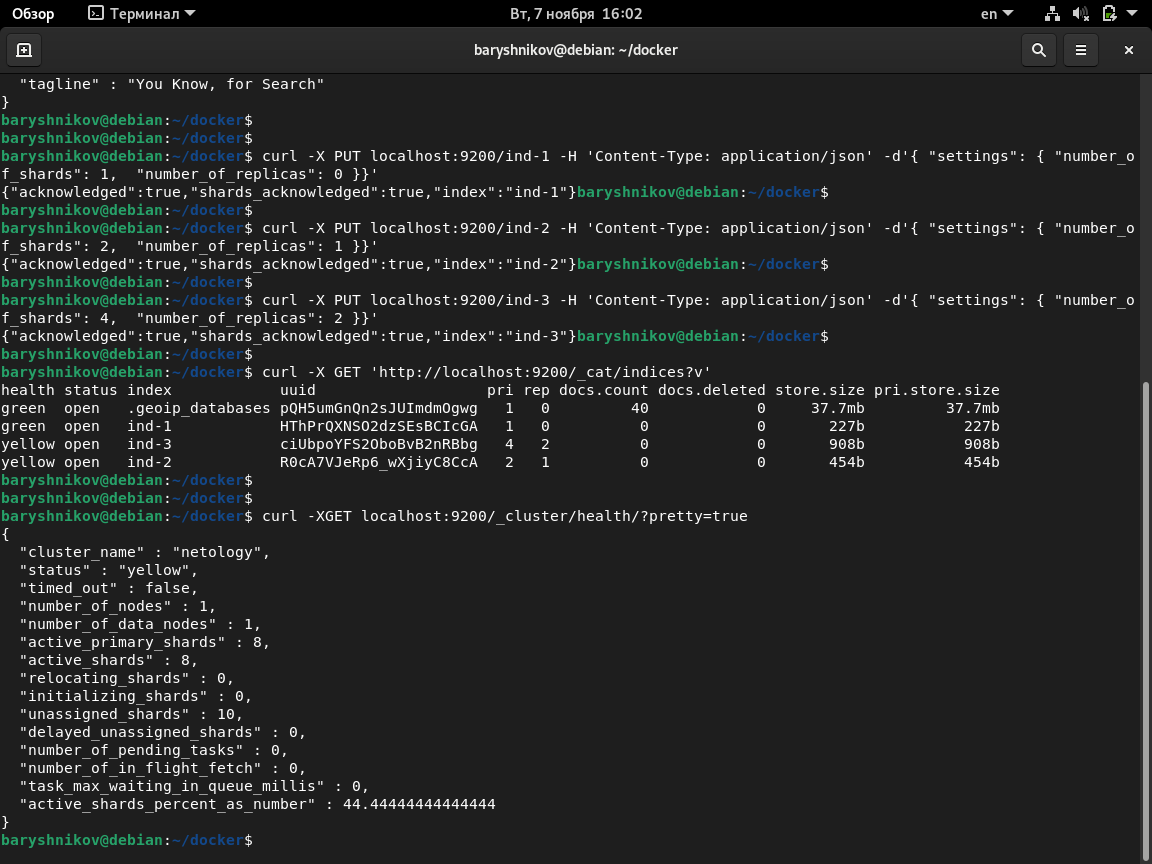 Обзор Терминал Вт, 7 ноября 16:02 en
baryshnikov@debian: ~/docker
  "tagline" : "You Know, for Search"
}
baryshnikov@debian:~/docker$
baryshnikov@debian:~/docker$
baryshnikov@debian:~/docker$ curl -X PUT localhost:9200/ind-1 -H 'Content-Type: application/json' -d'{ "settings": { "number_o
f_shards": 1,  "number_of_replicas": 0 }}'
{"acknowledged":true,"shards_acknowledged":true,"index":"ind-1"}baryshnikov@debian:~/docker$
baryshnikov@debian:~/docker$
baryshnikov@debian:~/docker$ curl -X PUT localhost:9200/ind-2 -H 'Content-Type: application/json' -d'{ "settings": { "number_o
f_shards": 2,  "number_of_replicas": 1 }}'
{"acknowledged":true,"shards_acknowledged":true,"index":"ind-2"}baryshnikov@debian:~/docker$
baryshnikov@debian:~/docker$
baryshnikov@debian:~/docker$ curl -X PUT localhost:9200/ind-3 -H 'Content-Type: application/json' -d'{ "settings": { "number_o
f_shards": 4,  "number_of_replicas": 2 }}'
{"acknowledged":true,"shards_acknowledged":true,"index":"ind-3"}baryshnikov@debian:~/docker$
baryshnikov@debian:~/docker$
baryshnikov@debian:~/docker$ curl -X GET 'http://localhost:9200/_cat/indices?v'
health status index            uuid                   pri rep docs.count docs.deleted store.size pri.store.size
green  open   .geoip_databases pQH5umGnQn2sJUImdmOgwg   1   0         40            0     37.7mb         37.7mb
green  open   ind-1            HThPrQXNSO2dzSEsBCIcGA   1   0          0            0       227b           227b
yellow open   ind-3            ciUbpoYFS2OboBvB2nRBbg   4   2          0            0       908b           908b
yellow open   ind-2            R0cA7VJeRp6_wXjiyC8CcA   2   1          0            0       454b           454b
baryshnikov@debian:~/docker$
baryshnikov@debian:~/docker$
baryshnikov@debian:~/docker$ curl -XGET localhost:9200/_cluster/health/?pretty=true
{
  "cluster_name" : "netology",
  "status" : "yellow",
  "timed_out" : false,
  "number_of_nodes" : 1,
  "number_of_data_nodes" : 1,
  "active_primary_shards" : 8,
  "active_shards" : 8,
  "relocating_shards" : 0,
  "initializing_shards" : 0,
  "unassigned_shards" : 10,
  "delayed_unassigned_shards" : 0,
  "number_of_pending_tasks" : 0,
  "number_of_in_flight_fetch" : 0,
  "task_max_waiting_in_queue_millis" : 0,
  "active_shards_percent_as_number" : 44.44444444444444
}
baryshnikov@debian:~/docker$